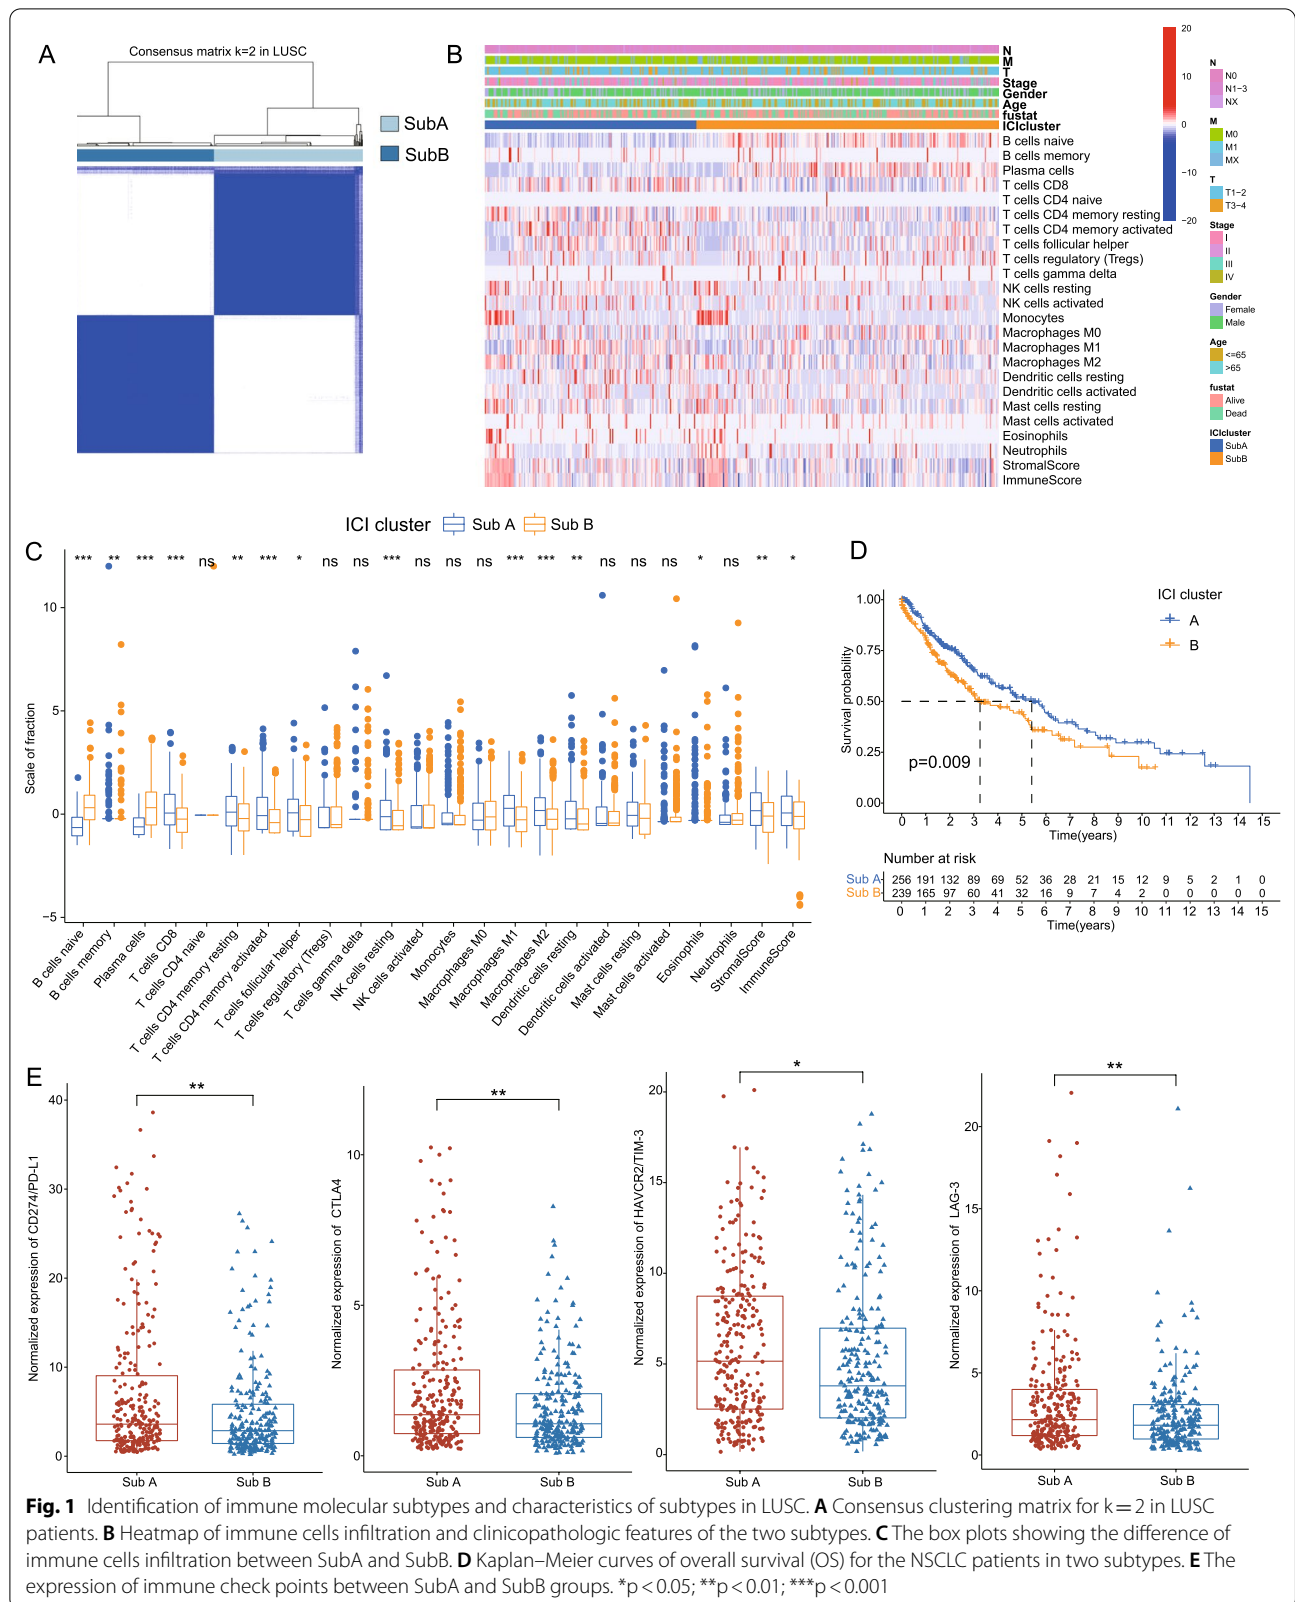 A
Consensus matrix k=2 in LUSC
SubA
SubB
B
N
M
T
Stage
Gender
Age
fustat
ICIcluster
B cells naive
B cells memory
Plasma cells
T cells CD8
T cells CD4 naive
T cells CD4 memory resting
T cells CD4 memory activated
T cells follicular helper
T cells regulatory (Tregs)
T cells gamma delta
NK cells resting
NK cells activated
Monocytes
Macrophages M0
Macrophages M1
Macrophages M2
Dendritic cells resting
Dendritic cells activated
Mast cells resting
Mast cells activated
Eosinophils
Neutrophils
StromalScore
ImmuneScore
20
10
0
−10
−20
N
N0
N1−3
NX
M
M0
M1
MX
T
T1−2
T3−4
Stage
I
II
III
IV
Gender
Female
Male
Age
<=65
>65
fustat
Alive
Dead
ICIcluster
SubA
SubB
C
ICI cluster Sub A Sub B
*** ** *** *** ns ** *** * ns ns *** ns ns ns *** *** ** ns ns ns * ns ** *
Scale of fraction
10
5
0
−5
B cells naive
B cells memory
Plasma cells
T cells CD8
T cells CD4 naive
T cells CD4 memory resting
T cells CD4 memory activated
T cells follicular helper
T cells regulatory (Tregs)
T cells gamma delta
NK cells resting
NK cells activated
Monocytes
Macrophages M0
Macrophages M1
Macrophages M2
Dendritic cells resting
Dendritic cells activated
Mast cells resting
Mast cells activated
Eosinophils
Neutrophils
StromalScore
ImmuneScore
D
ICI cluster
A
B
Survival probability
1.00
0.75
0.50
0.25
0.00
p=0.009
0 1 2 3 4 5 6 7 8 9 10 11 12 13 14 15
Time(years)
Number at risk
Sub A 256 191 132 89 69 52 36 28 21 15 12 9 5 2 1 0
Sub B 239 165 97 60 41 32 16 9 7 4 2 0 0 0 0 0
0 1 2 3 4 5 6 7 8 9 10 11 12 13 14 15
Time(years)
E
Normalized expression of CD274/PD-L1
40
30
20
10
0
**
Sub A Sub B
Normalized expression of CTLA4
10
5
0
**
Sub A Sub B
Normalized expression of HAVCR2/TIM-3
20
15
10
5
0
*
Sub A Sub B
Normalized expression of LAG-3
20
15
10
5
0
**
Sub A Sub B
Fig. 1 Identification of immune molecular subtypes and characteristics of subtypes in LUSC. A Consensus clustering matrix for k = 2 in LUSC
patients. B Heatmap of immune cells infiltration and clinicopathologic features of the two subtypes. C The box plots showing the difference of
immune cells infiltration between SubA and SubB. D Kaplan–Meier curves of overall survival (OS) for the NSCLC patients in two subtypes. E The
expression of immune check points between SubA and SubB groups. *p < 0.05; **p < 0.01; ***p < 0.001